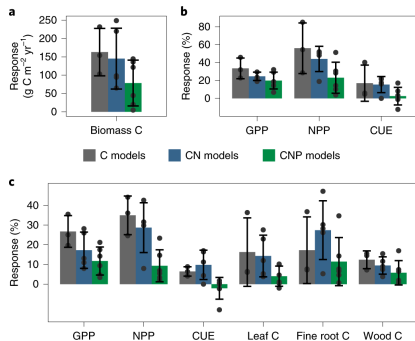 a
Response
(g C m⁻² yr⁻¹)
250
200
150
100
50
0
Biomass C
b
Response (%)
80
60
40
20
0
GPP NPP CUE
C models CN models CNP models
c
Response (%)
40
30
20
10
0
GPP NPP CUE Leaf C Fine root C Wood C